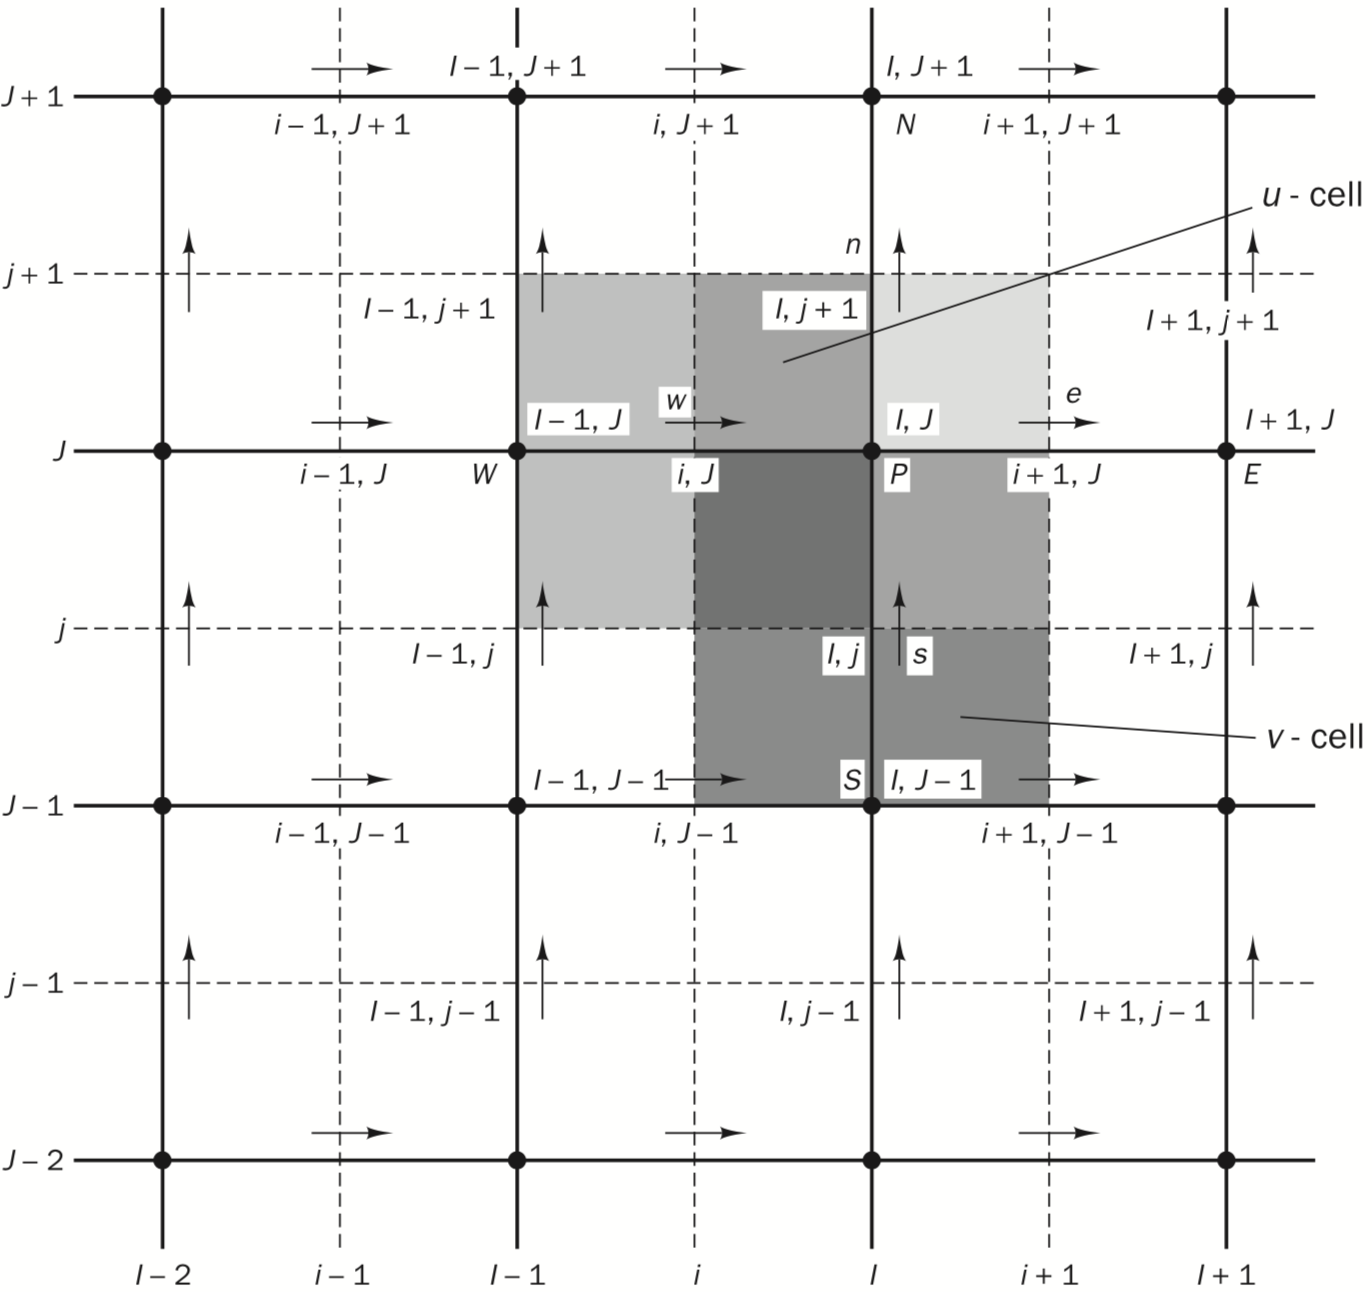 I – 1, J + 1
I, J + 1
J + 1
i – 1, J + 1
i, J + 1
N
i + 1, J + 1
u - cell
n
j + 1
I – 1, j + 1
I, j + 1
I + 1, j + 1
w
e
I – 1, J
I, J
I + 1, J
J
i – 1, J
W
i, J
P
i + 1, J
E
j
I – 1, j
I, j
s
I + 1, j
v - cell
I – 1, J – 1
S
I, J – 1
J – 1
i – 1, J – 1
i, J – 1
i + 1, J – 1
j – 1
I – 1, j – 1
I, j – 1
I + 1, j – 1
J – 2
I – 2
i – 1
I – 1
i
I
i + 1
I + 1